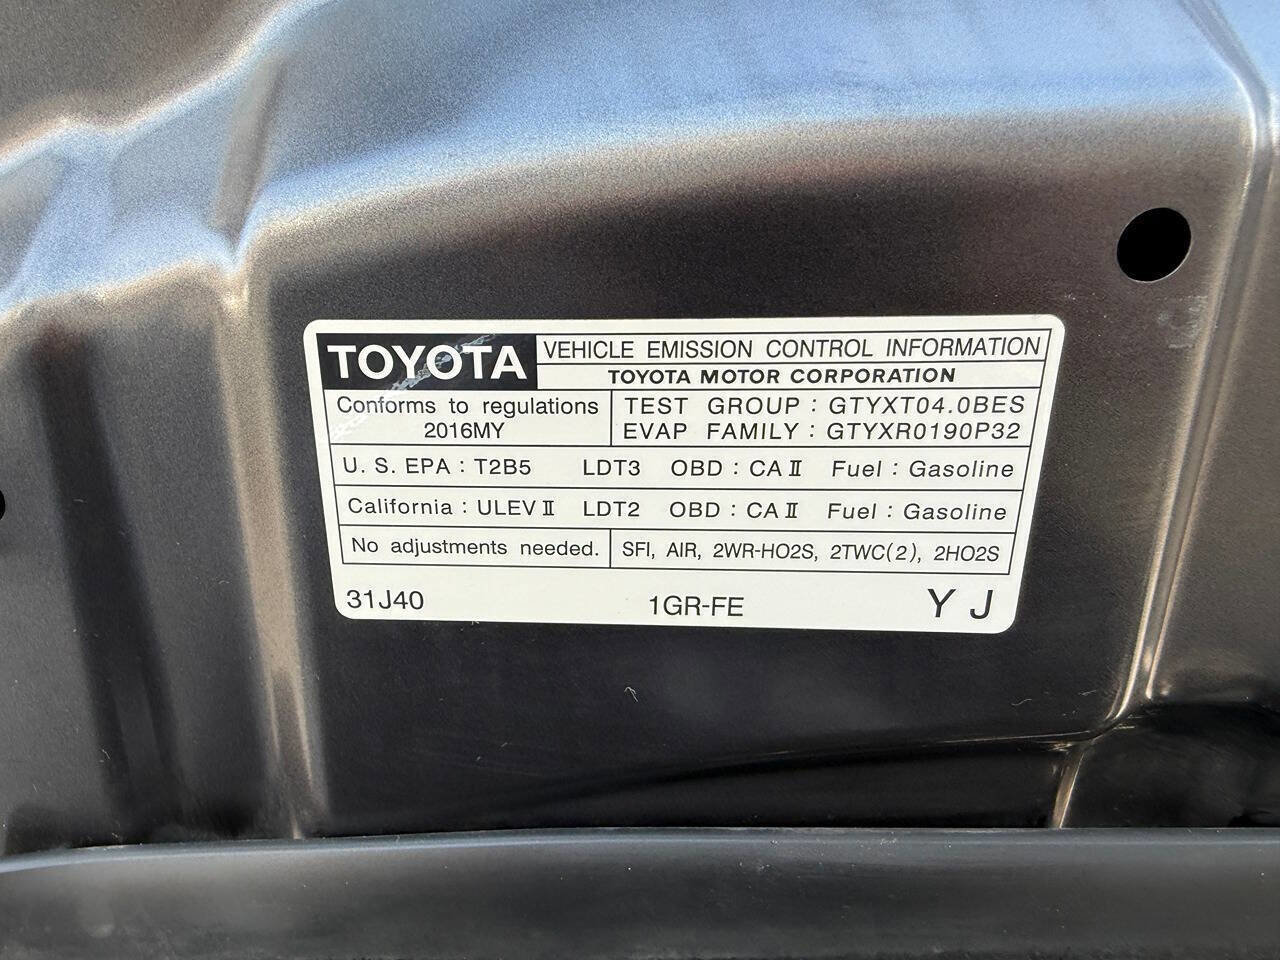 TOYOTA VEHICLE EMISSION CONTROL INFORMATION
TOYOTA MOTOR CORPORATION
Conforms to regulations TEST GROUP : GTYXT04.0BES
2016MY EVAP FAMILY : GTYXR0190P32
U. S. EPA : T2B5 LDT3 OBD : CA II Fuel : Gasoline
California : ULEV II LDT2 OBD : CA II Fuel : Gasoline
No adjustments needed. SFI, AIR, 2WR-HO2S, 2TWC(2), 2HO2S
31J40 1GR-FE Y J